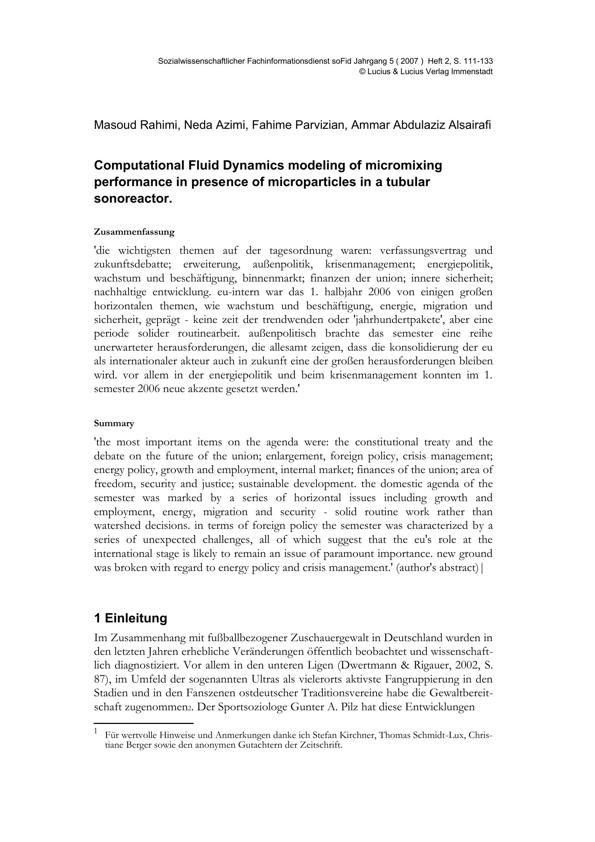 Sozialwissenschaftlicher Fachinformationsdienst soFid Jahrgang 5 ( 2007 ) Heft 2, S. 111-133
© Lucius & Lucius Verlag Immenstadt
Masoud Rahimi, Neda Azimi, Fahime Parvizian, Ammar Abdulaziz Alsairafi
Computational Fluid Dynamics modeling of micromixing
performance in presence of microparticles in a tubular
sonoreactor.
Zusammenfassung
'die wichtigsten themen auf der tagesordnung waren: verfassungsvertrag und
zukunftsdebatte; erweiterung, außenpolitik, krisenmanagement; energiepolitik,
wachstum und beschäftigung, binnenmarkt; finanzen der union; innere sicherheit;
nachhaltige entwicklung. eu-intern war das 1. halbjahr 2006 von einigen großen
horizontalen themen, wie wachstum und beschäftigung, energie, migration und
sicherheit, geprägt - keine zeit der trendwenden oder 'jahrhundertpakete', aber eine
periode solider routinearbeit. außenpolitisch brachte das semester eine reihe
unerwarteter herausforderungen, die allesamt zeigen, dass die konsolidierung der eu
als internationaler akteur auch in zukunft eine der großen herausforderungen bleiben
wird. vor allem in der energiepolitik und beim krisenmanagement konnten im 1.
semester 2006 neue akzente gesetzt werden.'
Summary
'the most important items on the agenda were: the constitutional treaty and the
debate on the future of the union; enlargement, foreign policy, crisis management;
energy policy, growth and employment, internal market; finances of the union; area of
freedom, security and justice; sustainable development. the domestic agenda of the
semester was marked by a series of horizontal issues including growth and
employment, energy, migration and security - solid routine work rather than
watershed decisions. in terms of foreign policy the semester was characterized by a
series of unexpected challenges, all of which suggest that the eu's role at the
international stage is likely to remain an issue of paramount importance. new ground
was broken with regard to energy policy and crisis management.' (author's abstract)|
1 Einleitung
Im Zusammenhang mit fußballbezogener Zuschauergewalt in Deutschland wurden in
den letzten Jahren erhebliche Veränderungen öffentlich beobachtet und wissenschaft-
lich diagnostiziert. Vor allem in den unteren Ligen (Dwertmann & Rigauer, 2002, S.
87), im Umfeld der sogenannten Ultras als vielerorts aktivste Fangruppierung in den
Stadien und in den Fanszenen ostdeutscher Traditionsvereine habe die Gewaltbereit-
schaft zugenommen2. Der Sportsoziologe Gunter A. Pilz hat diese Entwicklungen
1 Für wertvolle Hinweise und Anmerkungen danke ich Stefan Kirchner, Thomas Schmidt-Lux, Chris-
tiane Berger sowie den anonymen Gutachtern der Zeitschrift.